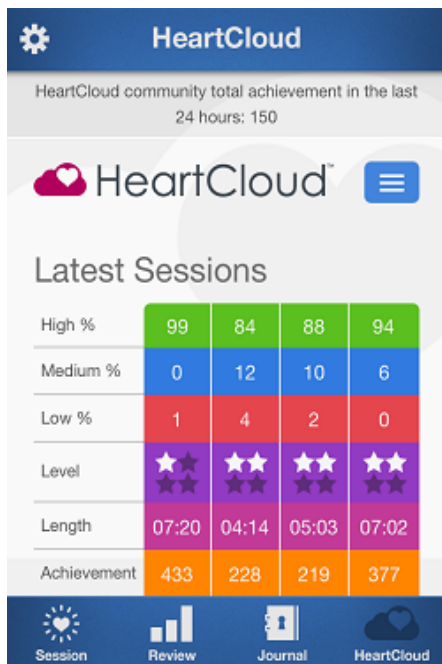 HeartCloud
HeartCloud community total achievement in the last
24 hours: 150
HeartCloud™
Latest Sessions
High % 99 84 88 94
Medium % 0 12 10 6
Low % 1 4 2 0
Level
Length 07:20 04:14 05:03 07:02
Achievement 433 228 219 377
Session Review Journal HeartCloud